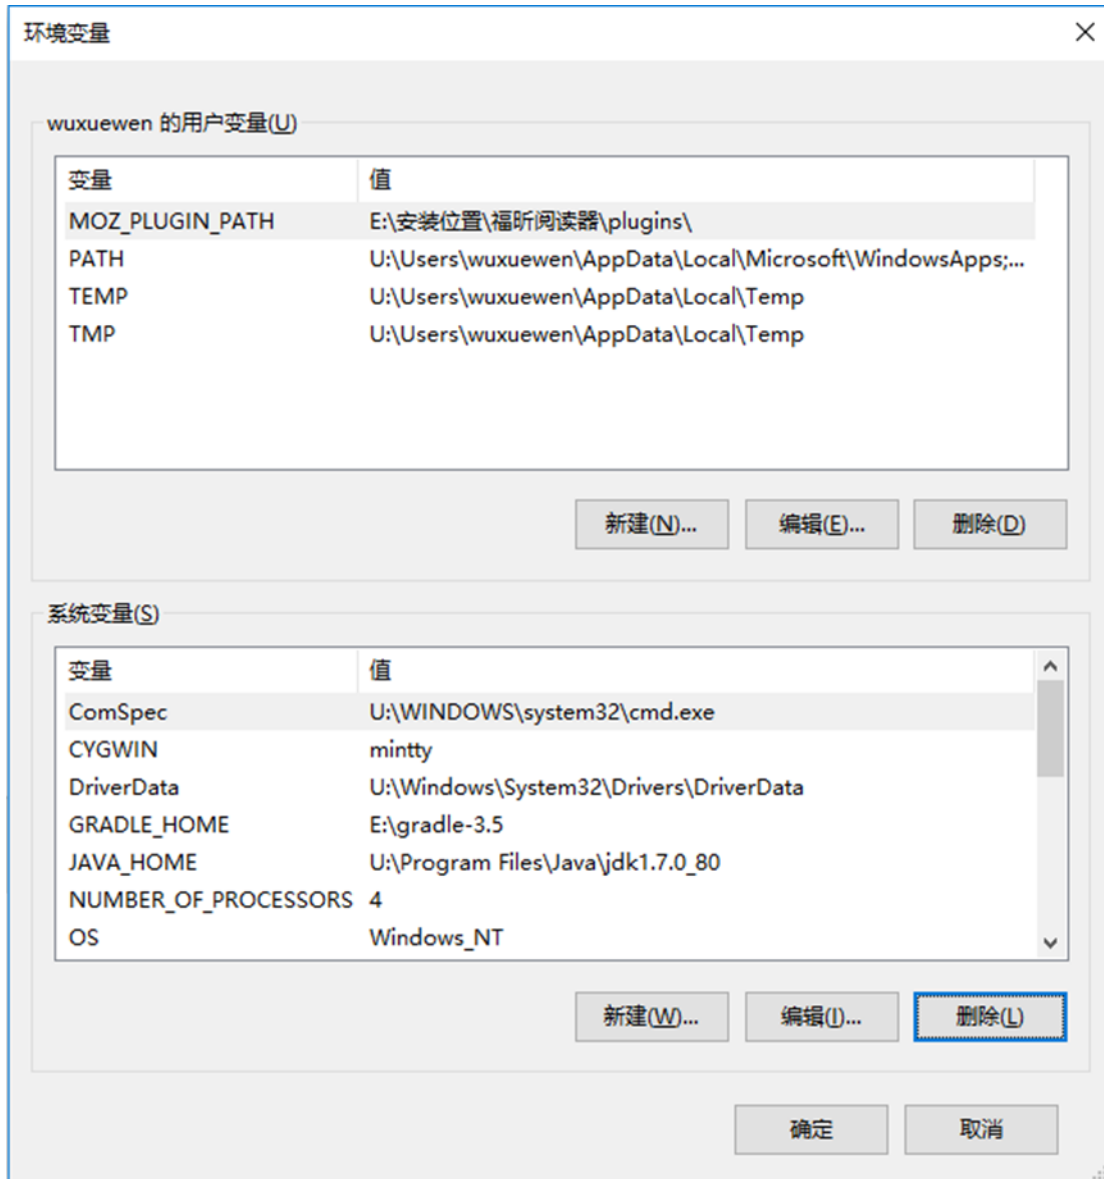 环境变量
wuxuewen 的用户变量(U)
变量 值
MOZ_PLUGIN_PATH E:\安装位置\福昕阅读器\plugins\
PATH U:\Users\wuxuewen\AppData\Local\Microsoft\WindowsApps;...
TEMP U:\Users\wuxuewen\AppData\Local\Temp
TMP U:\Users\wuxuewen\AppData\Local\Temp
新建(N)... 编辑(E)... 删除(D)
系统变量(S)
变量 值
ComSpec U:\WINDOWS\system32\cmd.exe
CYGWIN mintty
DriverData U:\Windows\System32\Drivers\DriverData
GRADLE_HOME E:\gradle-3.5
JAVA_HOME U:\Program Files\Java\jdk1.7.0_80
NUMBER_OF_PROCESSORS 4
OS Windows_NT
新建(W)... 编辑(I)... 删除(L)
确定 取消